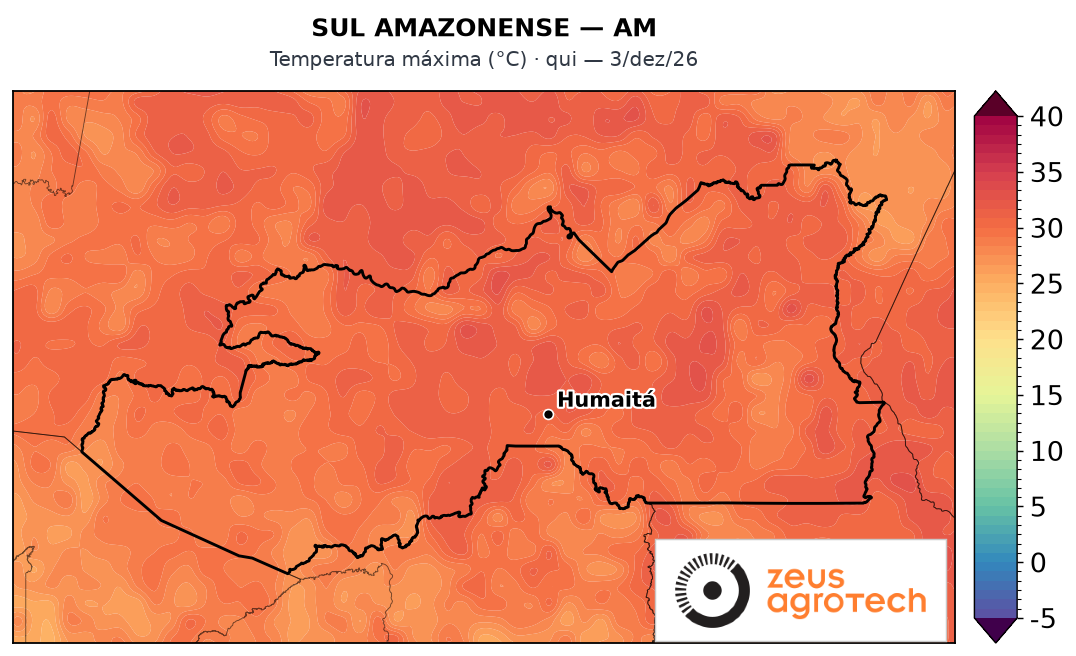 SUL AMAZONENSE — AM
Temperatura máxima (°C) · qui — 3/dez/26
40
35
30
25
20
15
10
5
0
-5
Humaitá
zeus
agrotech